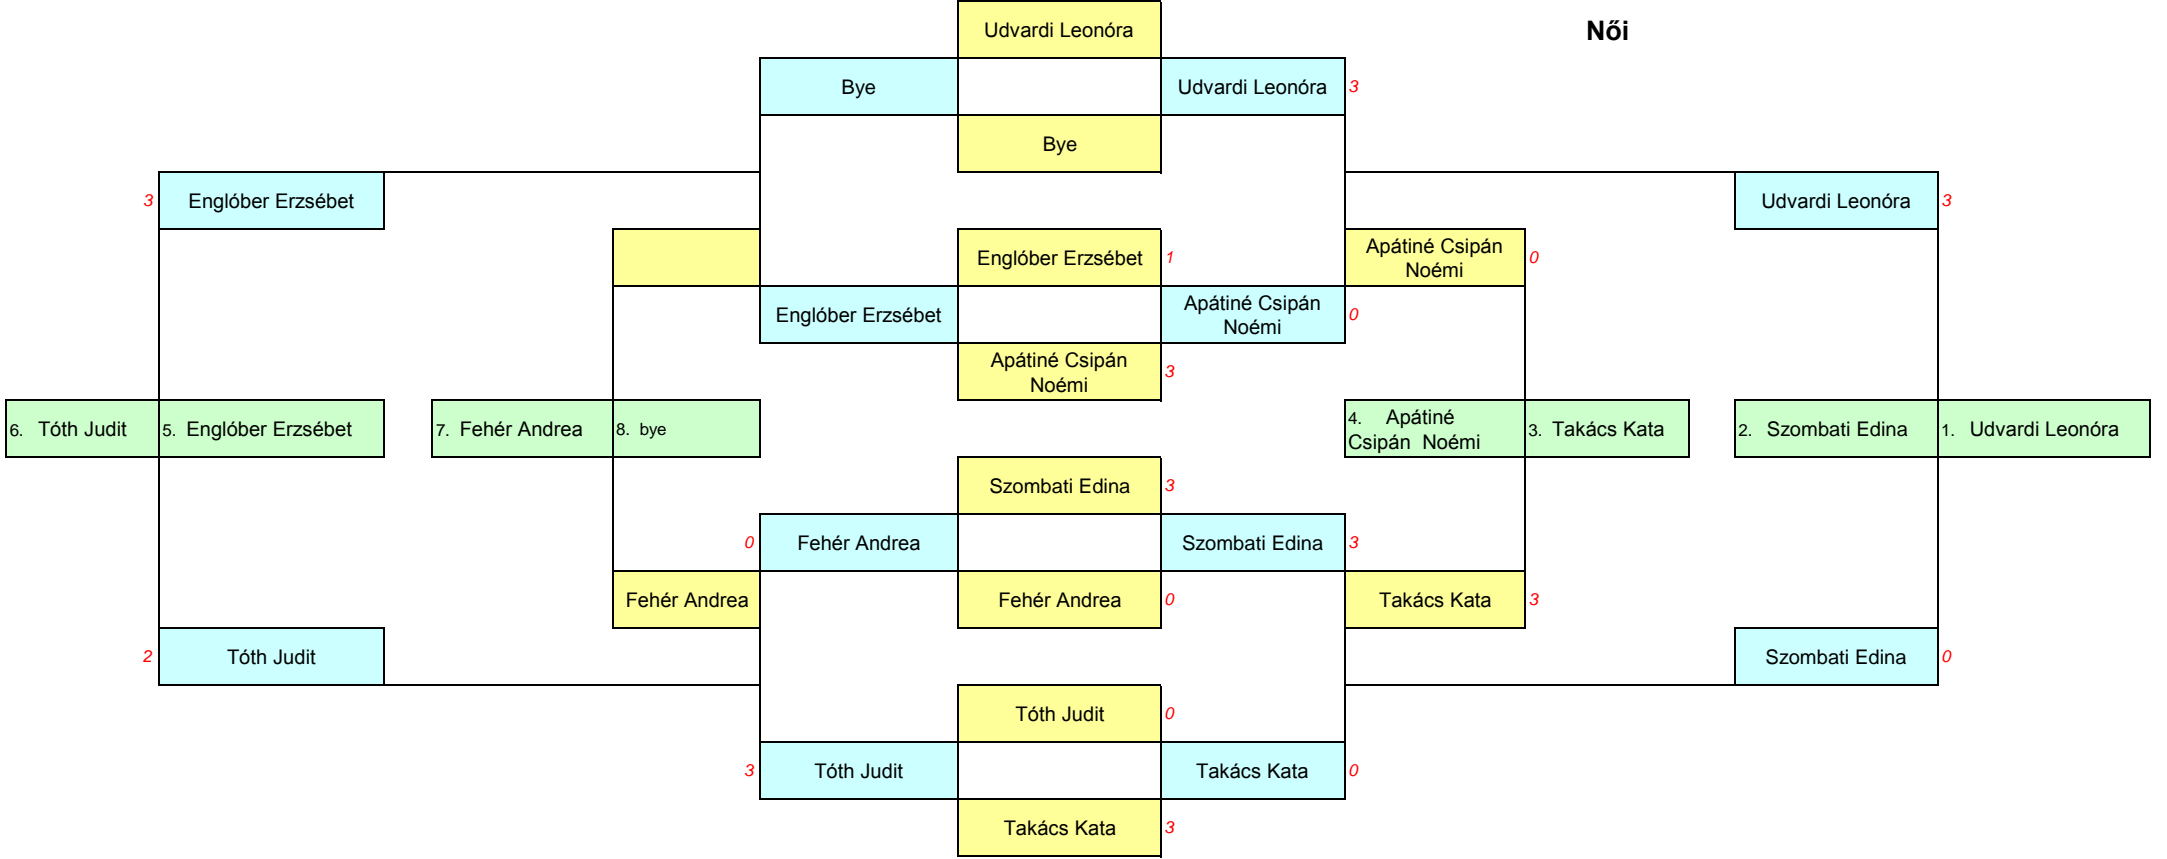 Udvardi Leonóra
Női
Bye
Udvardi Leonóra 3
Bye
3 Englóber Erzsébet
Udvardi Leonóra 3
Englóber Erzsébet 1
Apátiné Csipán
Noémi 0
Englóber Erzsébet
Apátiné Csipán
Noémi 0
Apátiné Csipán
Noémi 3
6. Tóth Judit
5. Englóber Erzsébet
7. Fehér Andrea
8. bye
4. Apátiné
Csipán Noémi
3. Takács Kata
2. Szombati Edina
1. Udvardi Leonóra
Szombati Edina 3
0 Fehér Andrea
Szombati Edina 3
Fehér Andrea
Fehér Andrea 0
Takács Kata 3
2 Tóth Judit
Szombati Edina 0
Tóth Judit 0
3 Tóth Judit
Takács Kata 0
Takács Kata 3